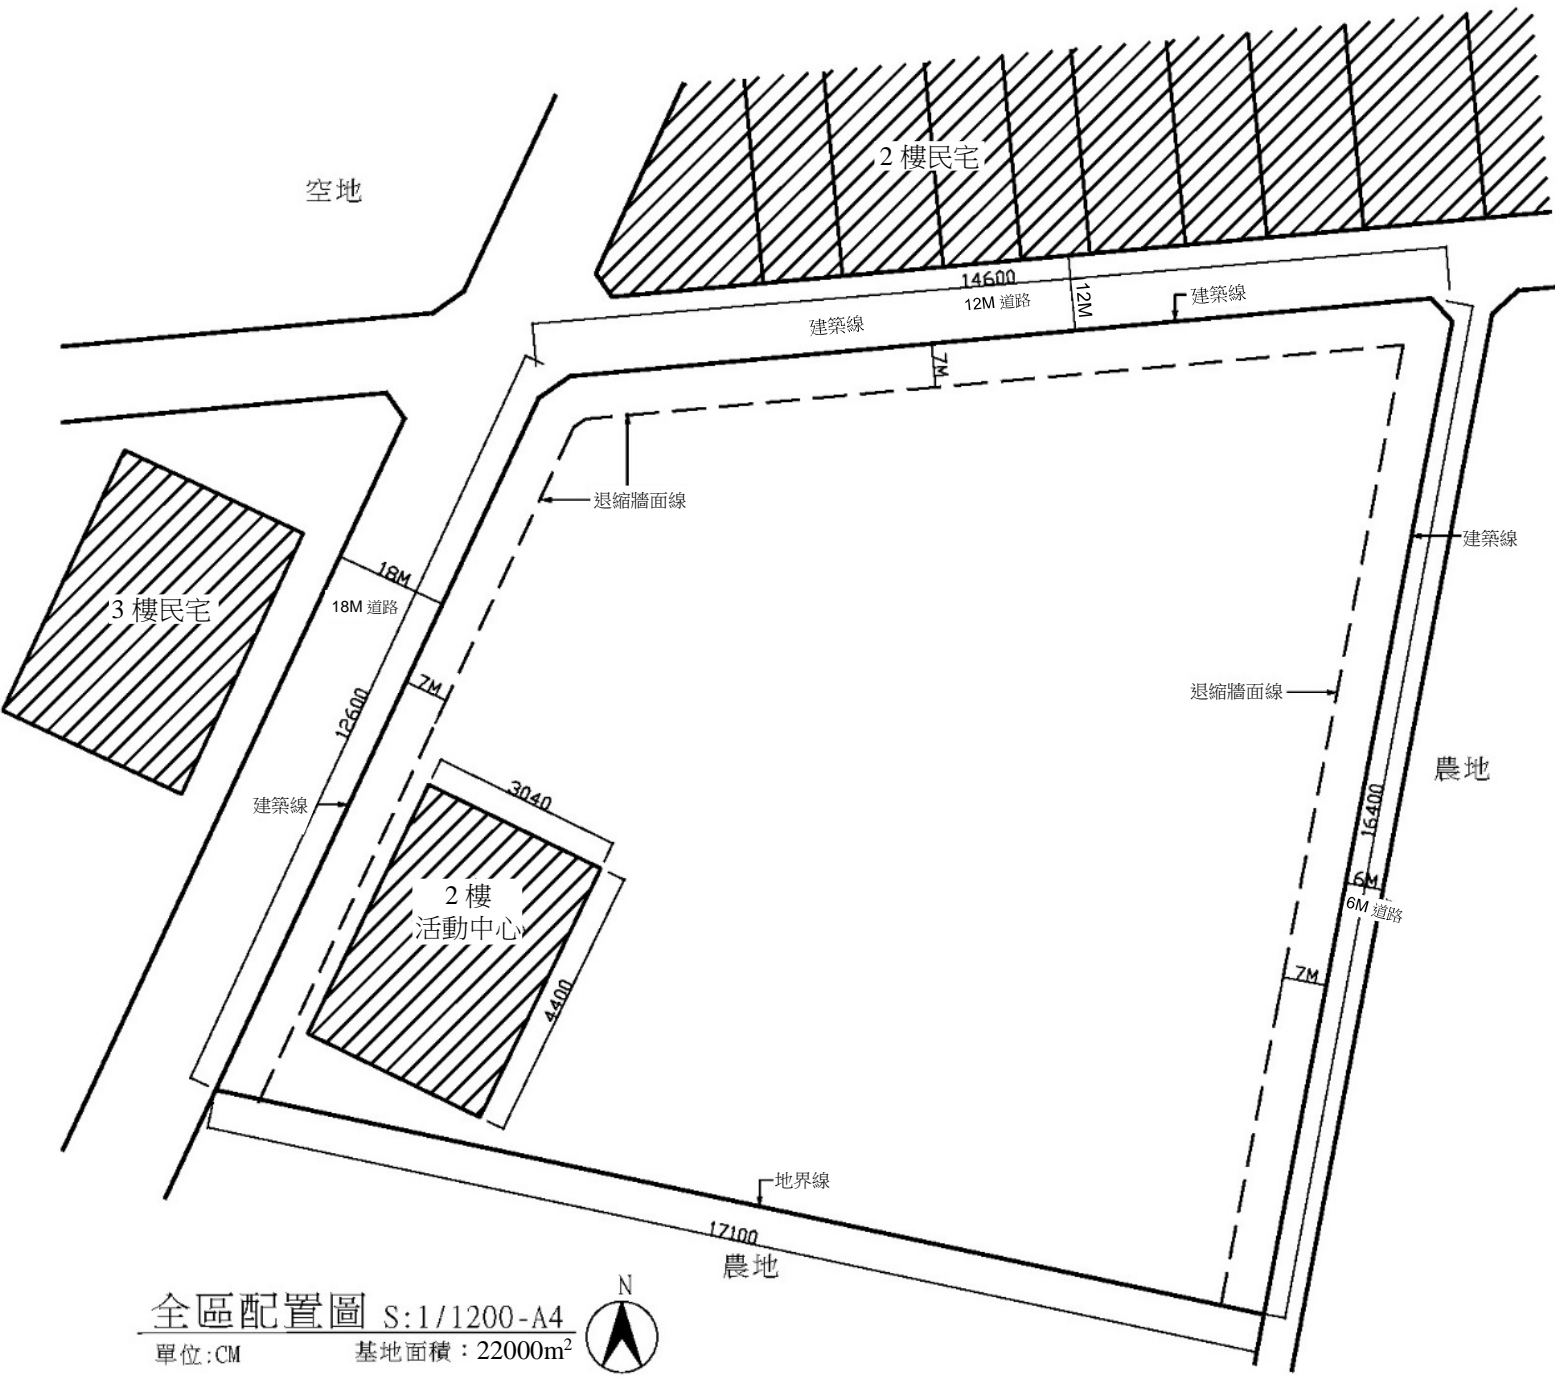 2 樓民宅
空地
14600
12M 道路
12M
建築線
建築線
7M
退縮牆面線
建築線
18M
18M 道路
3 樓民宅
7M
12600
退縮牆面線
農地
3040
建築線
16400
2 樓
活動中心
6M
6M 道路
7M
4400
地界線
17100
農地
N
全區配置圖 S:1/1200-A4
單位:CM 基地面積：22000m²